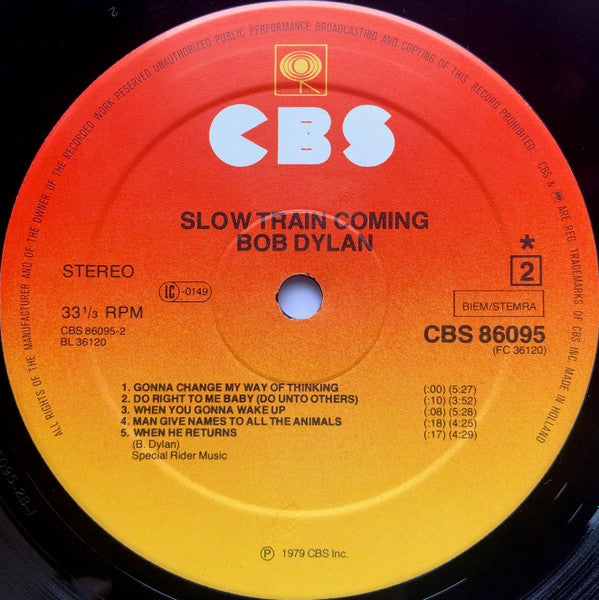 ALL RIGHTS OF THE MANUFACTURER AND OF THE OWNER OF THE RECORDED WORK RESERVED UNAUTHORIZED PUBLIC PERFORMANCE BROADCASTING AND COPYING OF THIS RECORD PROHIBITED. CBS & ARE REG. TRADEMARKS OF CBS INC. MADE IN HOLLAND
CBS
SLOW TRAIN COMING
BOB DYLAN
STEREO
LC -0149
*
2
33 1/3 RPM
BIEM/STEMRA
CBS 86095-2
BL 36120
CBS 86095
(FC 36120)
1. GONNA CHANGE MY WAY OF THINKING (:00) (5:27)
2. DO RIGHT TO ME BABY (DO UNTO OTHERS) (:10) (3:52)
3. WHEN YOU GONNA WAKE UP (:08) (5:28)
4. MAN GIVE NAMES TO ALL THE ANIMALS (:18) (4:25)
5. WHEN HE RETURNS (:17) (4:29)
(B. Dylan)
Special Rider Music
℗ 1979 CBS Inc.